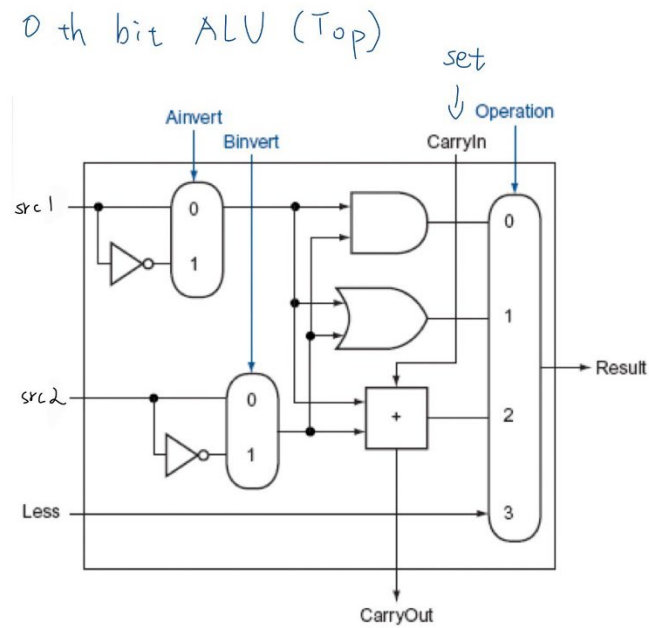 0 th bit ALU (Top)
set
Operation
Ainvert
Binvert
CarryIn
src1
0
1
0
1
Result
src2
0
1
+
2
Less
3
CarryOut